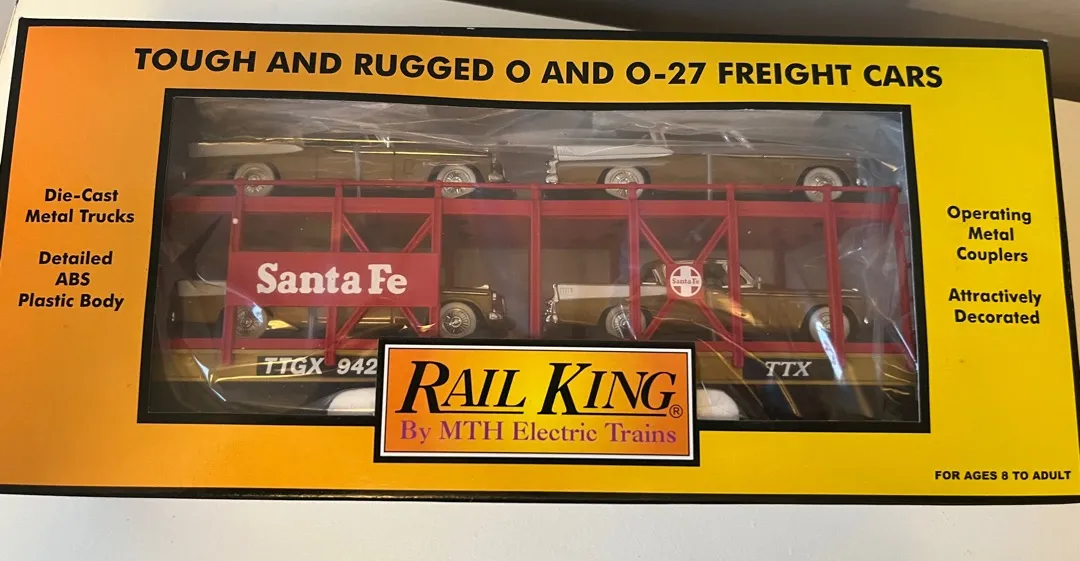 TOUGH AND RUGGED O AND O-27 FREIGHT CARS
Die-Cast
Metal Trucks
Detailed
ABS
Plastic Body
Operating
Metal
Couplers
Attractively
Decorated
Santa Fe
Santa Fe
TTGX 942
TTX
RAIL KING®
By MTH Electric Trains
FOR AGES 8 TO ADULT